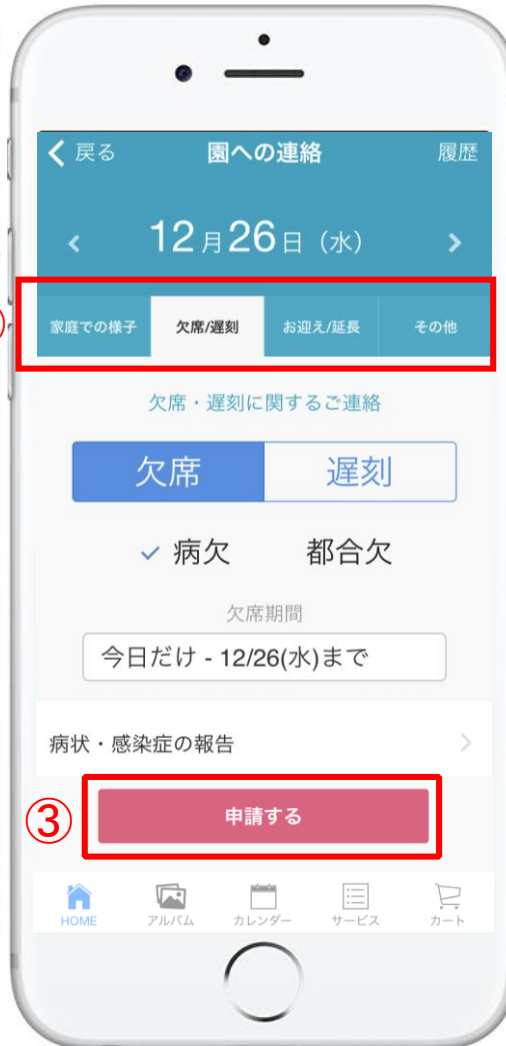 戻る 園への連絡 履歴
12月26日（水）
家庭での様子 欠席/遅刻 お迎え/延長 その他
欠席・遅刻に関するご連絡
欠席 遅刻
病欠 都合欠
欠席期間
今日だけ - 12/26(水)まで
病状・感染症の報告
③ 申請する
HOME アルバム カレンダー サービス カート